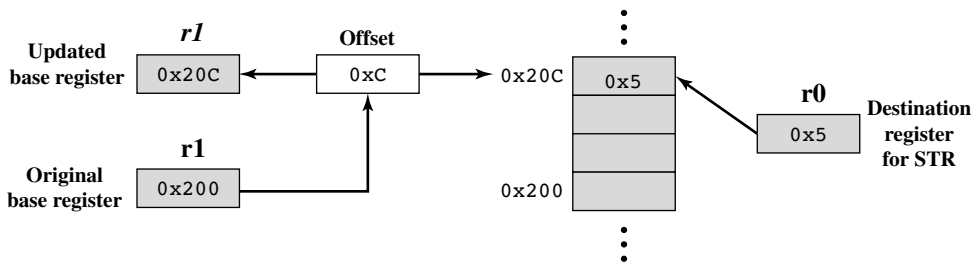 r1
Updated
base register
0x20C
Offset
0xC
0x20C
0x5
r0
0x5
Destination
register
for STR
r1
Original
base register
0x200
0x200